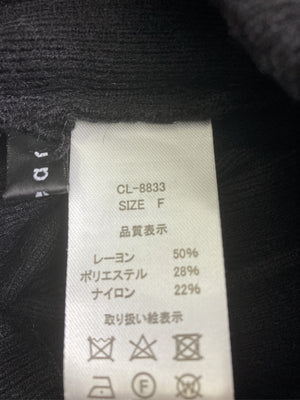 CL-8833
SIZE F
品質表示
レーヨン 50%
ポリエステル 28%
ナイロン 22%
取り扱い絵表示
F
W